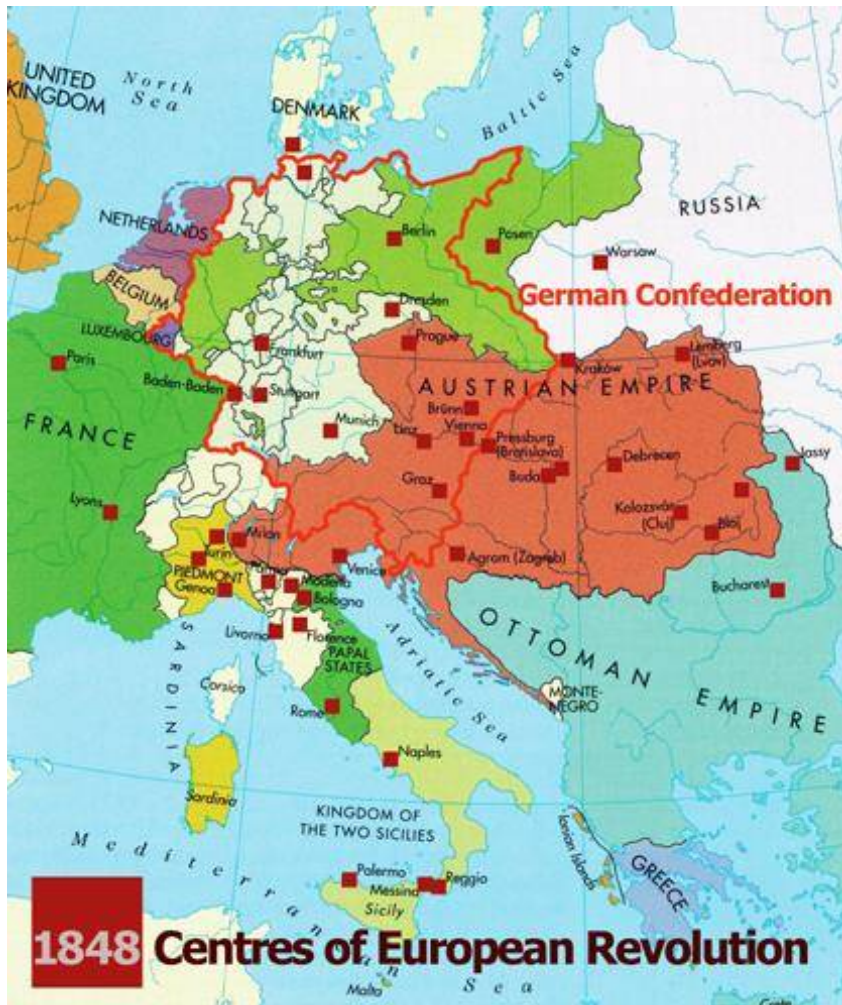 UNITED
KINGDOM
North
Sea
DENMARK
Baltic Sea
NETHERLANDS
Berlin
Posen
RUSSIA
Warsaw
BELGIUM
German Confederation
LUXEMBOURG
Dresden
Paris
Frankfurt
Prague
Kraków
Lemberg
(Lvov)
Baden-Baden
Stuttgart
AUSTRIAN EMPIRE
FRANCE
Munich
Brünn
Linz
Vienna
Pressburg
(Bratislava)
Buda
Debrecen
Jassy
Lyons
Graz
Kolozsvár
(Cluj)
Blaj
Milan
Turin
Venice
Agram (Zagreb)
PIEDMONT
Parma
Modena
Genoa
Bologna
Bucharest
Livorno
Florence
SARDINIA
PAPAL
STATES
Adriatic Sea
OTTOMAN EMPIRE
Corsica
MONTE-
NEGRO
Rome
Naples
Sardinia
KINGDOM OF
THE TWO SICILIES
Ionian Islands
GREECE
Mediterranean Sea
Palermo
Messina
Reggio
Sicily
1848 Centres of European Revolution
Malta